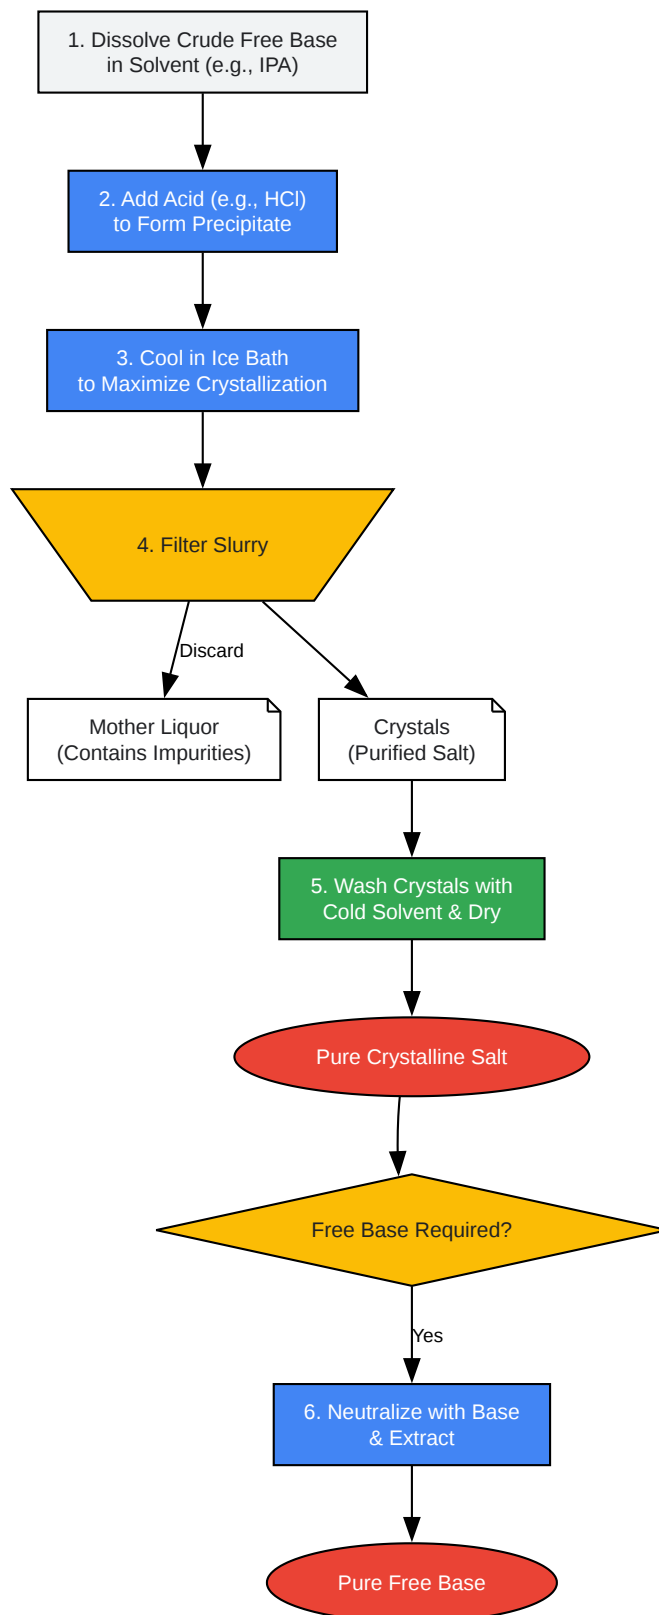 1. Dissolve Crude Free Base
in Solvent (e.g., IPA)
2. Add Acid (e.g., HCl)
to Form Precipitate
3. Cool in Ice Bath
to Maximize Crystallization
4. Filter Slurry
Discard
Mother Liquor
(Contains Impurities)
Crystals
(Purified Salt)
5. Wash Crystals with
Cold Solvent & Dry
Pure Crystalline Salt
Free Base Required?
Yes
6. Neutralize with Base
& Extract
Pure Free Base